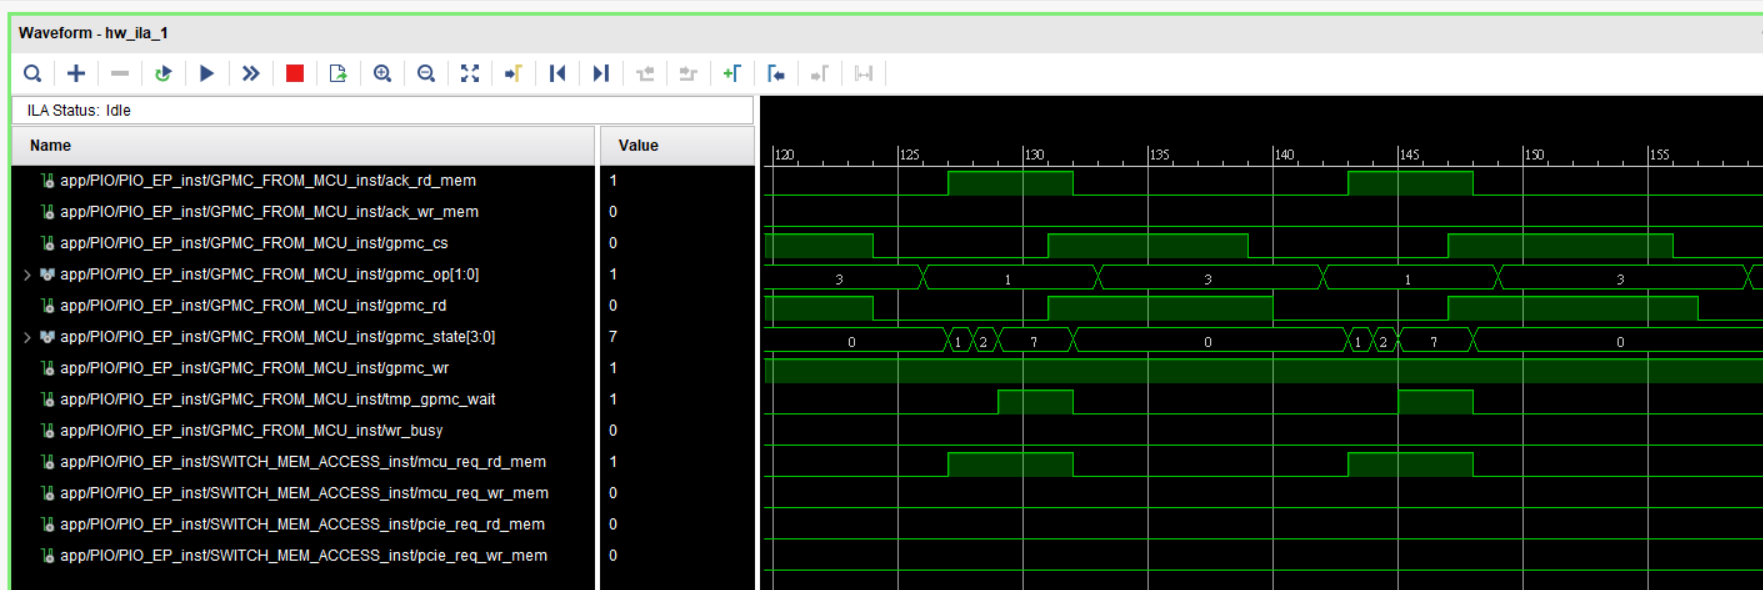 Waveform - hw_ila_1
ILA Status: Idle
Name Value
120 125 130 135 140 145 150 155
app/PIO/PIO_EP_inst/GPMC_FROM_MCU_inst/ack_rd_mem 1
app/PIO/PIO_EP_inst/GPMC_FROM_MCU_inst/ack_wr_mem 0
app/PIO/PIO_EP_inst/GPMC_FROM_MCU_inst/gpmc_cs 0
app/PIO/PIO_EP_inst/GPMC_FROM_MCU_inst/gpmc_op[1:0] 1 3 1 3 1 3
app/PIO/PIO_EP_inst/GPMC_FROM_MCU_inst/gpmc_rd 0
app/PIO/PIO_EP_inst/GPMC_FROM_MCU_inst/gpmc_state[3:0] 7 0 1 2 7 0 1 2 7 0
app/PIO/PIO_EP_inst/GPMC_FROM_MCU_inst/gpmc_wr 1
app/PIO/PIO_EP_inst/GPMC_FROM_MCU_inst/tmp_gpmc_wait 1
app/PIO/PIO_EP_inst/GPMC_FROM_MCU_inst/wr_busy 0
app/PIO/PIO_EP_inst/SWITCH_MEM_ACCESS_inst/mcu_req_rd_mem 1
app/PIO/PIO_EP_inst/SWITCH_MEM_ACCESS_inst/mcu_req_wr_mem 0
app/PIO/PIO_EP_inst/SWITCH_MEM_ACCESS_inst/pcie_req_rd_mem 0
app/PIO/PIO_EP_inst/SWITCH_MEM_ACCESS_inst/pcie_req_wr_mem 0